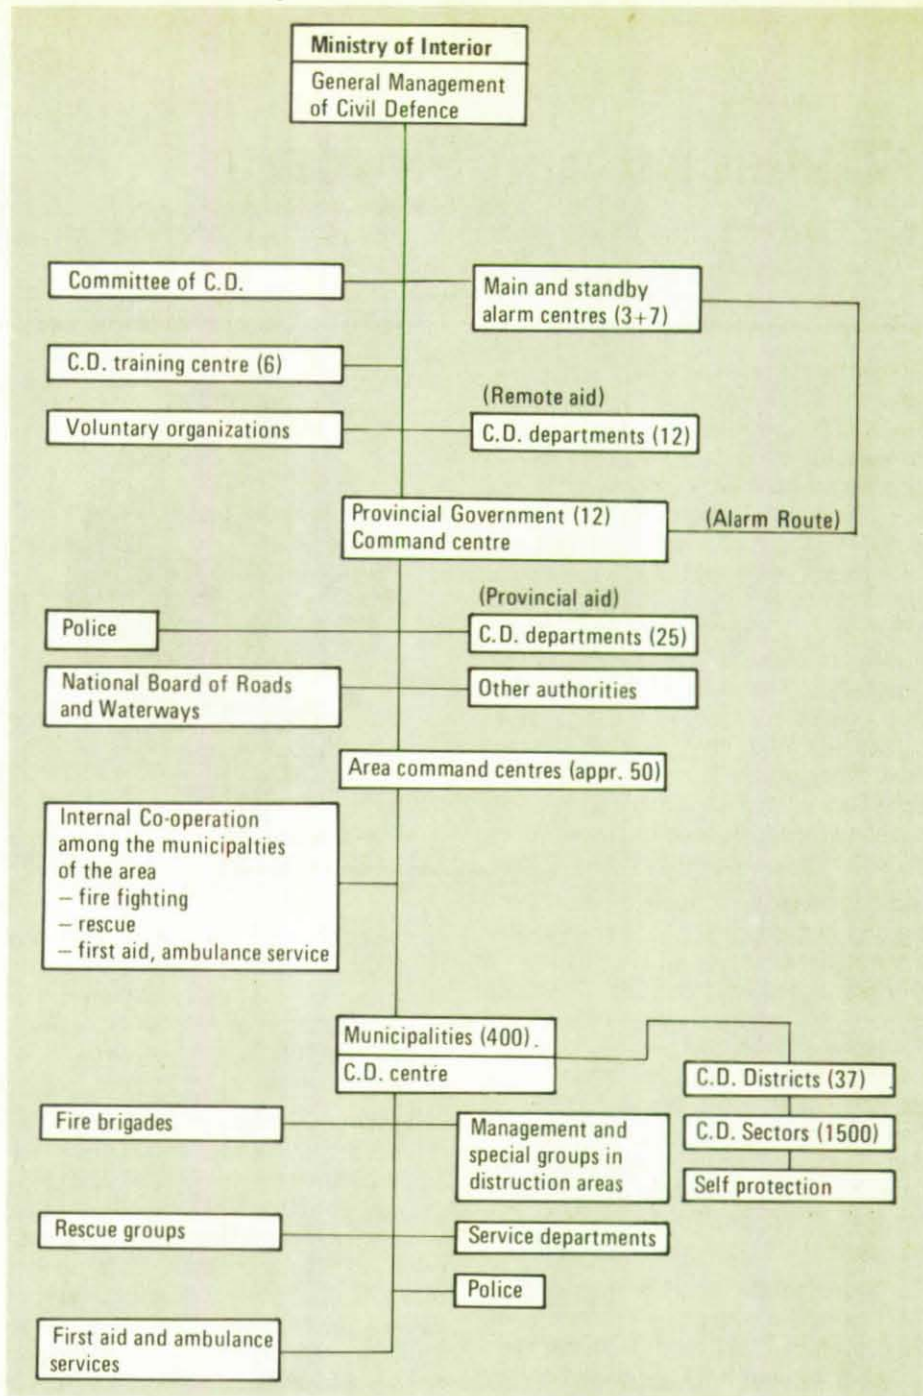 Ministry of Interior
General Management
of Civil Defence
Committee of C.D.
Main and standby
alarm centres (3+7)
C.D. training centre (6)
(Remote aid)
Voluntary organizations
C.D. departments (12)
Provincial Government (12)
Command centre
(Alarm Route)
(Provincial aid)
Police
C.D. departments (25)
National Board of Roads
and Waterways
Other authorities
Area command centres (appr. 50)
Internal Co-operation
among the municipalties
of the area
– fire fighting
– rescue
– first aid, ambulance service
Municipalities (400).
C.D. centre
C.D. Districts (37)
C.D. Sectors (1500)
Self protection
Fire brigades
Management and
special groups in
distruction areas
Rescue groups
Service departments
Police
First aid and ambulance
services